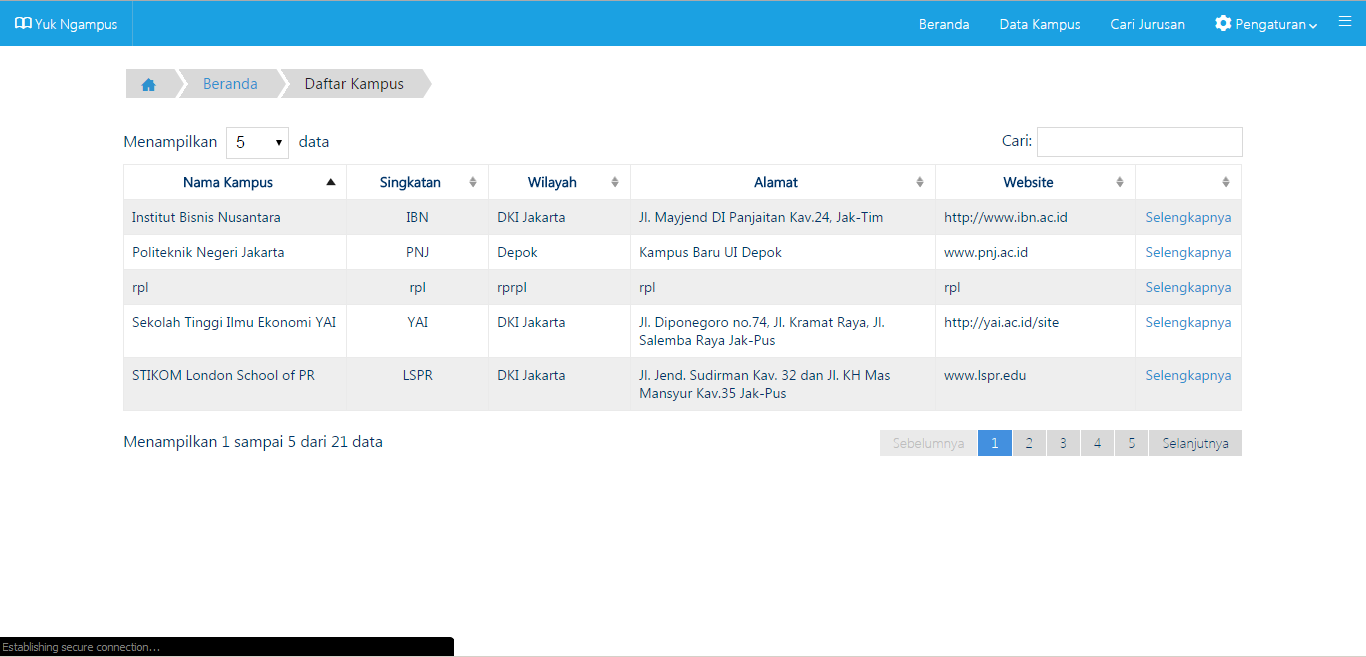 Yuk Ngampus Beranda Data Kampus Cari Jurusan Pengaturan
Beranda Daftar Kampus
Menampilkan 5 data Cari:
Nama Kampus Singkatan Wilayah Alamat Website
Institut Bisnis Nusantara IBN DKI Jakarta Jl. Mayjend DI Panjaitan Kav.24, Jak-Tim http://www.ibn.ac.id Selengkapnya
Politeknik Negeri Jakarta PNJ Depok Kampus Baru UI Depok www.pnj.ac.id Selengkapnya
rpl rpl rprpl rpl rpl Selengkapnya
Sekolah Tinggi Ilmu Ekonomi YAI YAI DKI Jakarta Jl. Diponegoro no.74, Jl. Kramat Raya, Jl. http://yai.ac.id/site Selengkapnya
Salemba Raya Jak-Pus
STIKOM London School of PR LSPR DKI Jakarta Jl. Jend. Sudirman Kav. 32 dan Jl. KH Mas www.lspr.edu Selengkapnya
Mansyur Kav.35 Jak-Pus
Menampilkan 1 sampai 5 dari 21 data Sebelumnya 1 2 3 4 5 Selanjutnya
Establishing secure connection...